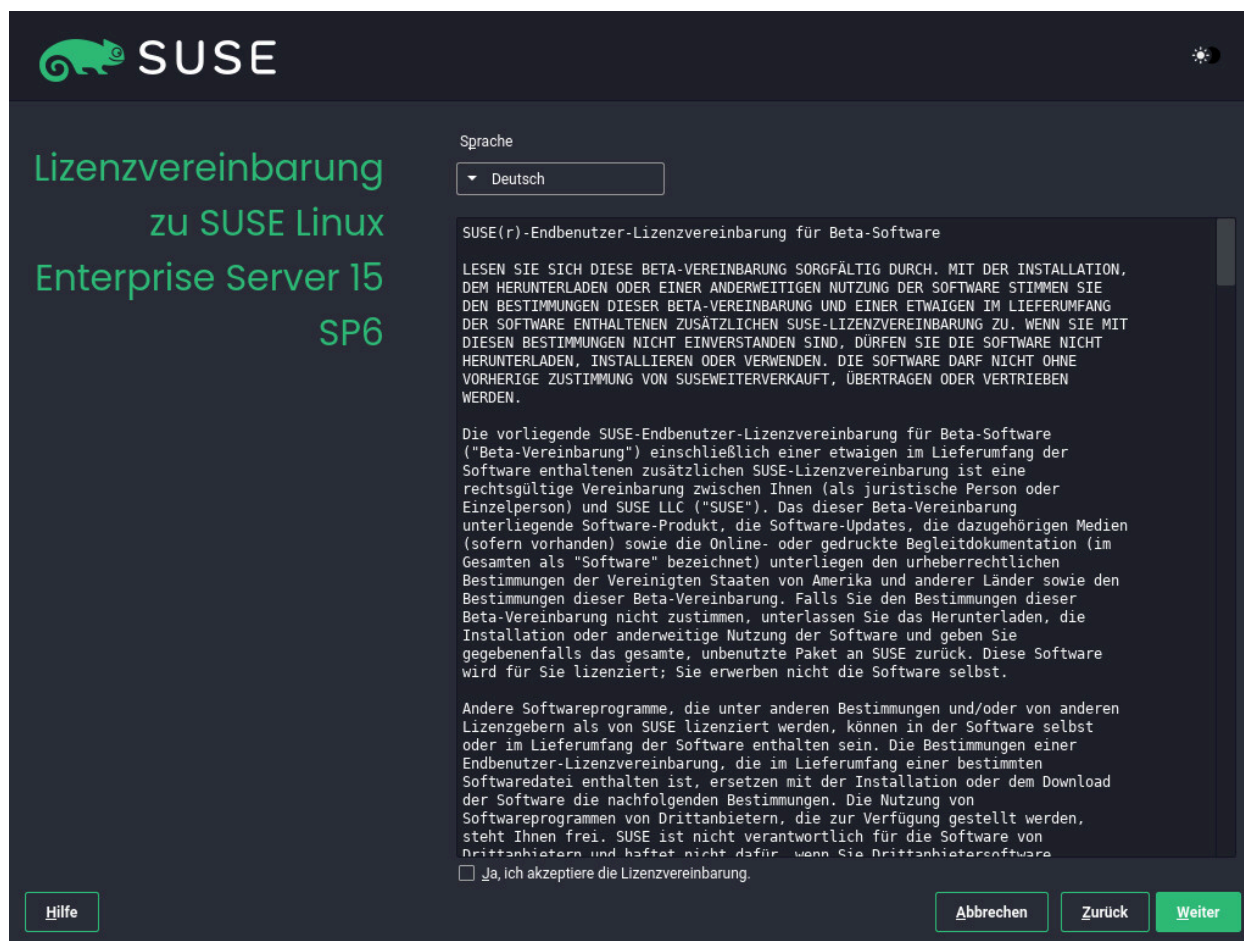 SUSE
Lizenzvereinbarung
zu SUSE Linux
Enterprise Server 15
SP6
Sprache
Deutsch
SUSE(r)-Endbenutzer-Lizenzvereinbarung für Beta-Software
LESEN SIE SICH DIESE BETA-VEREINBARUNG SORGFÄLTIG DURCH. MIT DER INSTALLATION,
DEM HERUNTERLADEN ODER EINER ANDERWEITIGEN NUTZUNG DER SOFTWARE STIMMEN SIE
DEN BESTIMMUNGEN DIESER BETA-VEREINBARUNG UND EINER ETWAIGEN IM LIEFERUMFANG
DER SOFTWARE ENTHALTENEN ZUSÄTZLICHEN SUSE-LIZENZVEREINBARUNG ZU. WENN SIE MIT
DIESEN BESTIMMUNGEN NICHT EINVERSTANDEN SIND, DÜRFEN SIE DIE SOFTWARE NICHT
HERUNTERLADEN, INSTALLIEREN ODER VERWENDEN. DIE SOFTWARE DARF NICHT OHNE
VORHERIGE ZUSTIMMUNG VON SUSEWEITERVERKAUFT, ÜBERTRAGEN ODER VERTRIEBEN
WERDEN.
Die vorliegende SUSE-Endbenutzer-Lizenzvereinbarung für Beta-Software
("Beta-Vereinbarung") einschließlich einer etwaigen im Lieferumfang der
Software enthaltenen zusätzlichen SUSE-Lizenzvereinbarung ist eine
rechtsgültige Vereinbarung zwischen Ihnen (als juristische Person oder
Einzelperson) und SUSE LLC ("SUSE"). Das dieser Beta-Vereinbarung
unterliegende Software-Produkt, die Software-Updates, die dazugehörigen Medien
(sofern vorhanden) sowie die Online- oder gedruckte Begleitdokumentation (im
Gesamten als "Software" bezeichnet) unterliegen den urheberrechtlichen
Bestimmungen der Vereinigten Staaten von Amerika und anderer Länder sowie den
Bestimmungen dieser Beta-Vereinbarung. Falls Sie den Bestimmungen dieser
Beta-Vereinbarung nicht zustimmen, unterlassen Sie das Herunterladen, die
Installation oder anderweitige Nutzung der Software und geben Sie
gegebenenfalls das gesamte, unbenutzte Paket an SUSE zurück. Diese Software
wird für Sie lizenziert; Sie erwerben nicht die Software selbst.
Andere Softwareprogramme, die unter anderen Bestimmungen und/oder von anderen
Lizenzgebern als von SUSE lizenziert werden, können in der Software selbst
oder im Lieferumfang der Software enthalten sein. Die Bestimmungen einer
Endbenutzer-Lizenzvereinbarung, die im Lieferumfang einer bestimmten
Softwaredatei enthalten ist, ersetzen mit der Installation oder dem Download
der Software die nachfolgenden Bestimmungen. Die Nutzung von
Softwareprogrammen von Drittanbietern, die zur Verfügung gestellt werden,
steht Ihnen frei. SUSE ist nicht verantwortlich für die Software von
Drittanbietern und haftet nicht dafür, wenn Sie Drittanbietersoftware
Ja, ich akzeptiere die Lizenzvereinbarung.
Hilfe
Abbrechen
Zurück
Weiter